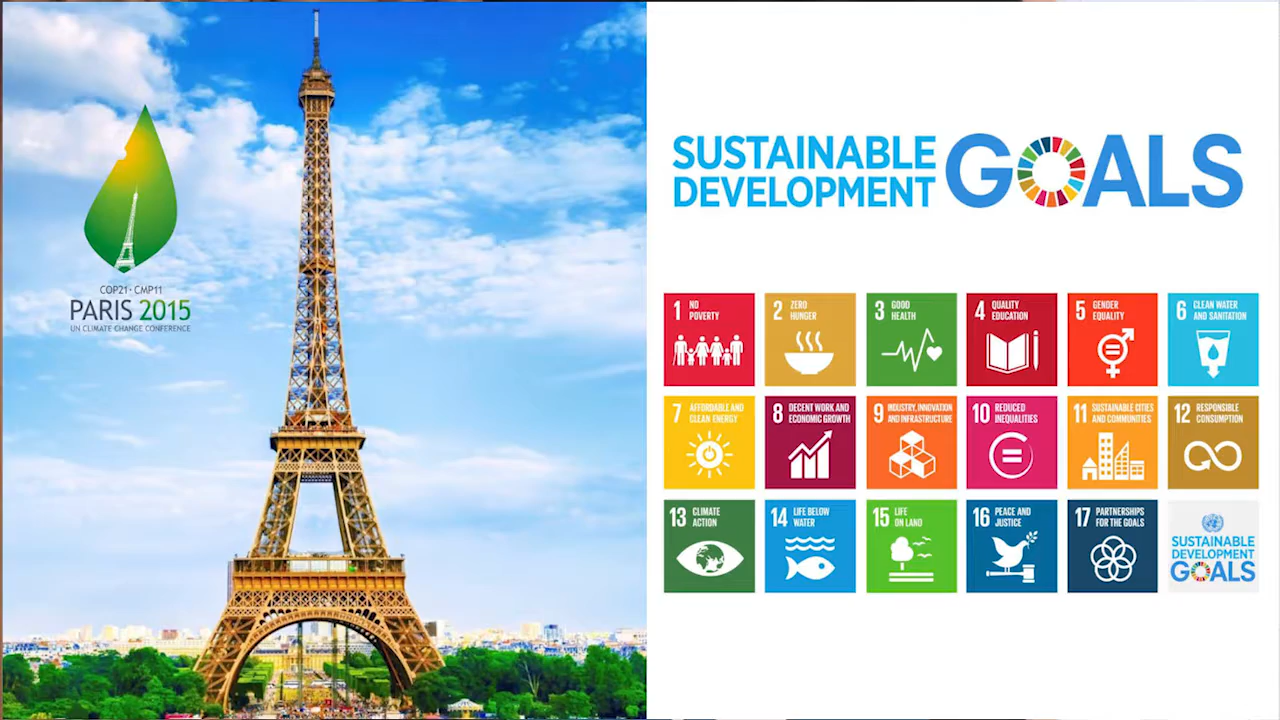 COP21 · CMP11
PARIS 2015
UN CLIMATE CHANGE CONFERENCE
SUSTAINABLE
DEVELOPMENT
GOALS
1 NO
POVERTY
2 ZERO
HUNGER
3 GOOD
HEALTH
4 QUALITY
EDUCATION
5 GENDER
EQUALITY
6 CLEAN WATER
AND SANITATION
7 AFFORDABLE AND
CLEAN ENERGY
8 DECENT WORK AND
ECONOMIC GROWTH
9 INDUSTRY, INNOVATION
AND INFRASTRUCTURE
10 REDUCED
INEQUALITIES
11 SUSTAINABLE CITIES
AND COMMUNITIES
12 RESPONSIBLE
CONSUMPTION
13 CLIMATE
ACTION
14 LIFE BELOW
WATER
15 LIFE
ON LAND
16 PEACE AND
JUSTICE
17 PARTNERSHIPS
FOR THE GOALS
SUSTAINABLE
DEVELOPMENT
GOALS